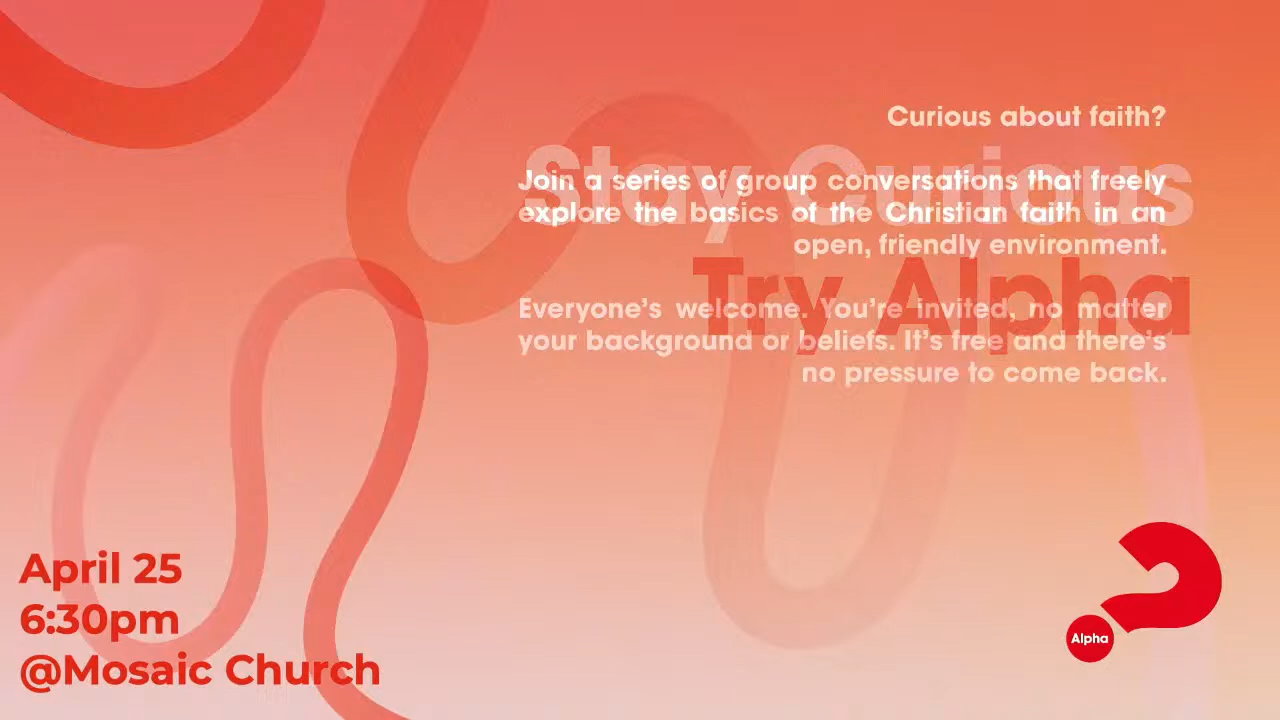 Curious about faith?
Stay Curious
Join a series of group conversations that freely
explore the basics of the Christian faith in an
open, friendly environment.
Try Alpha
Everyone's welcome. You're invited, no matter
your background or beliefs. It's free and there's
no pressure to come back.
April 25
6:30pm
@Mosaic Church
Alpha